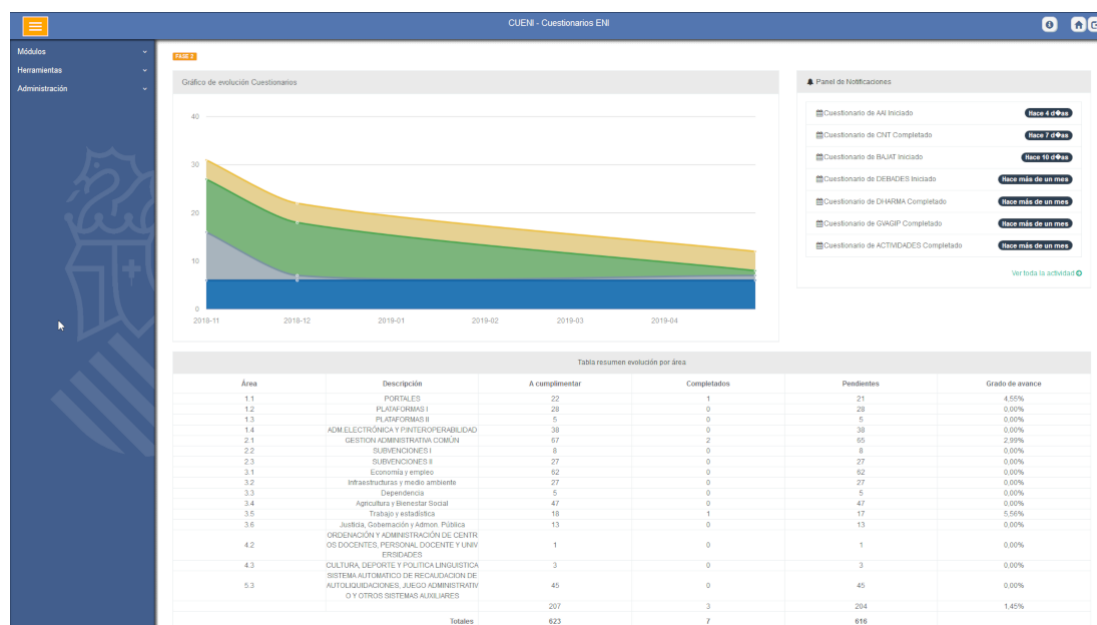 CUENI - Cuestionarios ENI
Módulos
Herramientas
Administración
FASE 2
Gráfico de evolución Cuestionarios
40
30
20
10
0
2018-11 2018-12 2019-01 2019-02 2019-03 2019-04
Panel de Notificaciones
Cuestionario de AAI Iniciado Hace 4 d�as
Cuestionario de CNT Completado Hace 7 d�as
Cuestionario de BAJAT Iniciado Hace 10 d�as
Cuestionario de DEBADES Iniciado Hace más de un mes
Cuestionario de DHARMA Completado Hace más de un mes
Cuestionario de GVAGIP Completado Hace más de un mes
Cuestionario de ACTIVIDADES Completado Hace más de un mes
Ver toda la actividad
Tabla resumen evolución por área
Área Descripción A cumplimentar Completados Pendientes Grado de avance
1.1 PORTALES 22 1 21 4,55%
1.2 PLATAFORMAS I 28 0 28 0,00%
1.3 PLATAFORMAS II 5 0 5 0,00%
1.4 ADM.ELECTRÓNICA Y P.INTEROPERABILIDAD 38 0 38 0,00%
2.1 GESTION ADMINISTRATIVA COMÚN 67 2 65 2,99%
2.2 SUBVENCIONES I 8 0 8 0,00%
2.3 SUBVENCIONES II 27 0 27 0,00%
3.1 Economía y empleo 62 0 62 0,00%
3.2 Infraestructuras y medio ambiente 27 0 27 0,00%
3.3 Dependencia 5 0 5 0,00%
3.4 Agricultura y Bienestar Social 47 0 47 0,00%
3.5 Trabajo y estadística 18 1 17 5,56%
3.6 Justicia, Gobernación y Admon. Pública 13 0 13 0,00%
ORDENACIÓN Y ADMINISTRACIÓN DE CENTR
4.2 OS DOCENTES, PERSONAL DOCENTE Y UNIV 1 0 1 0,00%
ERSIDADES
4.3 CULTURA, DEPORTE Y POLITICA LINGUISTICA 3 0 3 0,00%
SISTEMA AUTOMATICO DE RECAUDACION DE
5.3 AUTOLIQUIDACIONES, JUEGO ADMINISTRATIV 45 0 45 0,00%
O Y OTROS SISTEMAS AUXILIARES
207 3 204 1,45%
Totales 623 7 616